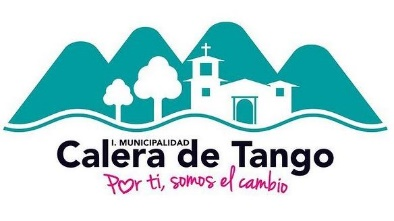 I. MUNICIPALIDAD
Calera de Tango
Por ti, somos el cambio